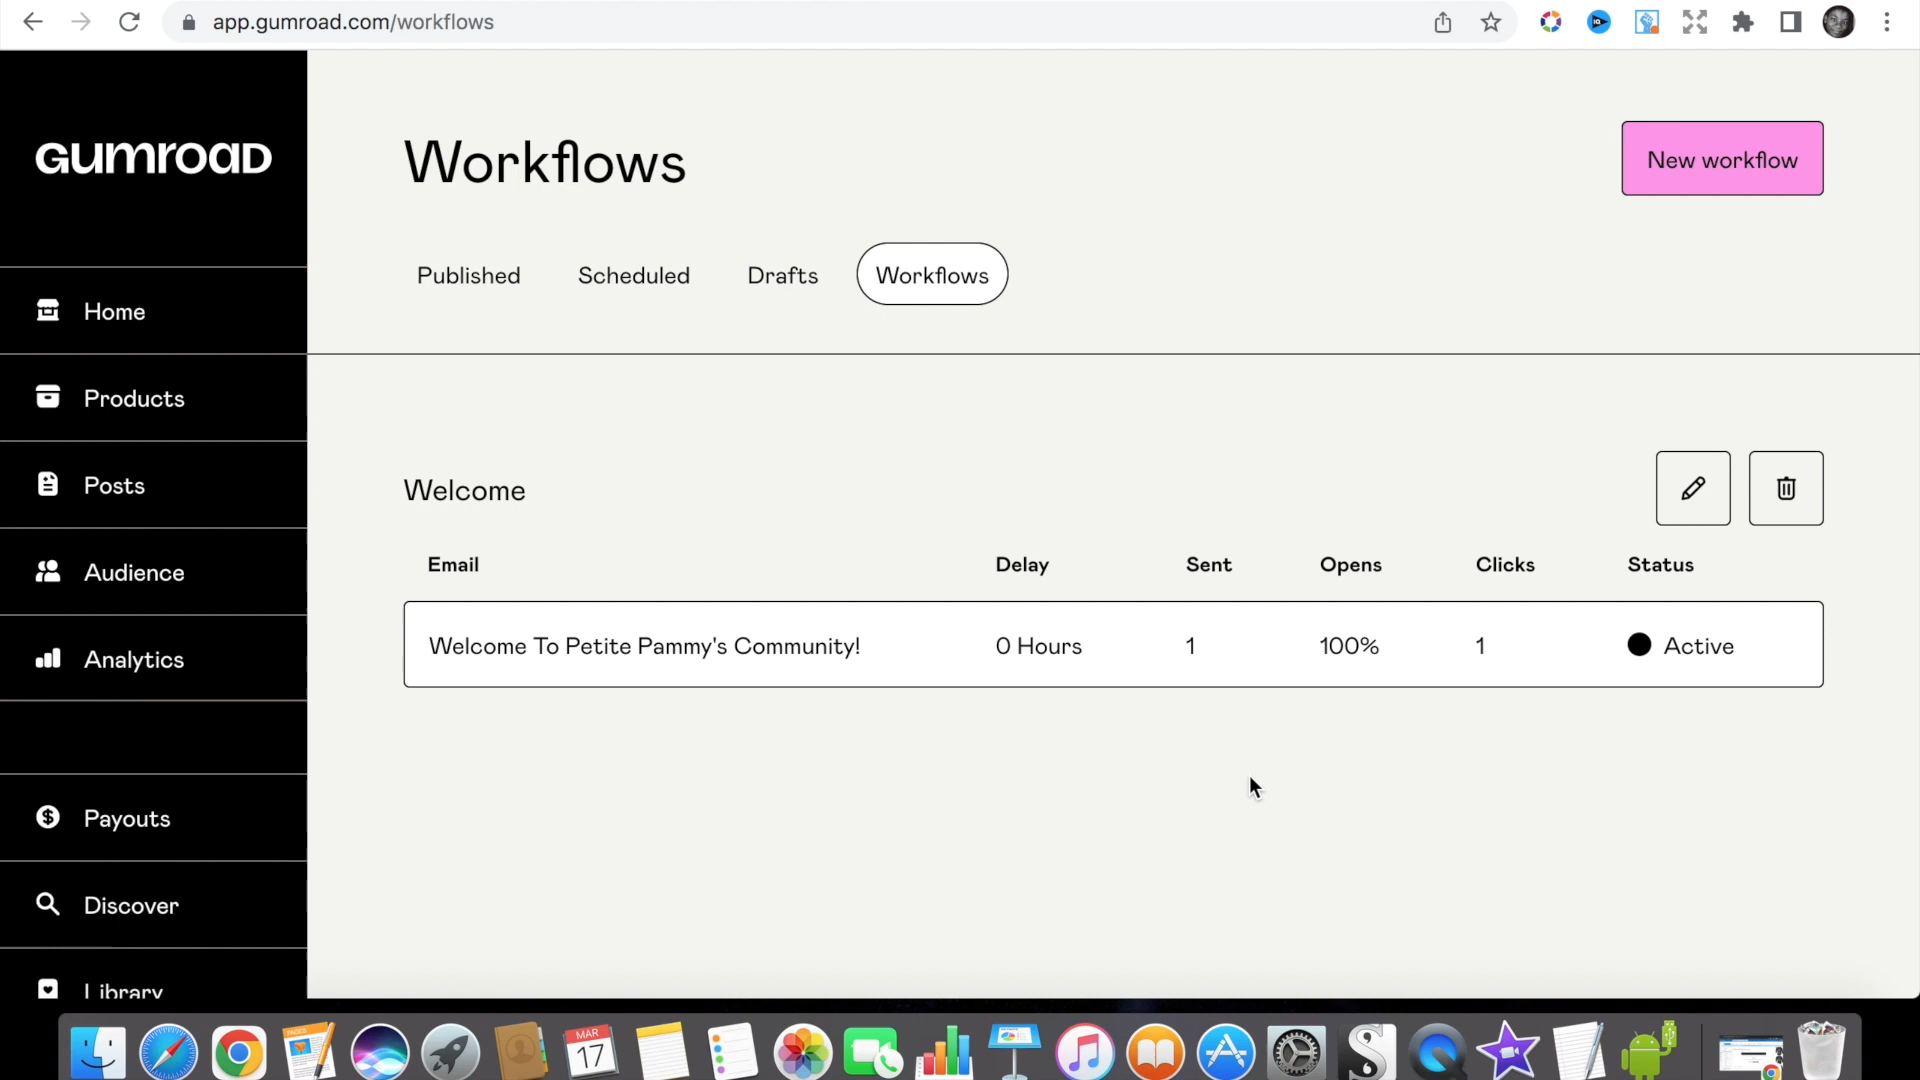 app.gumroad.com/workflows
GUMROAD
Home
Products
Posts
Audience
Analytics
Payouts
Discover
Library
Workflows
New workflow
Published Scheduled Drafts Workflows
Welcome
Email Delay Sent Opens Clicks Status
Welcome To Petite Pammy's Community! 0 Hours 1 100% 1 Active
PAGES
MAR
17